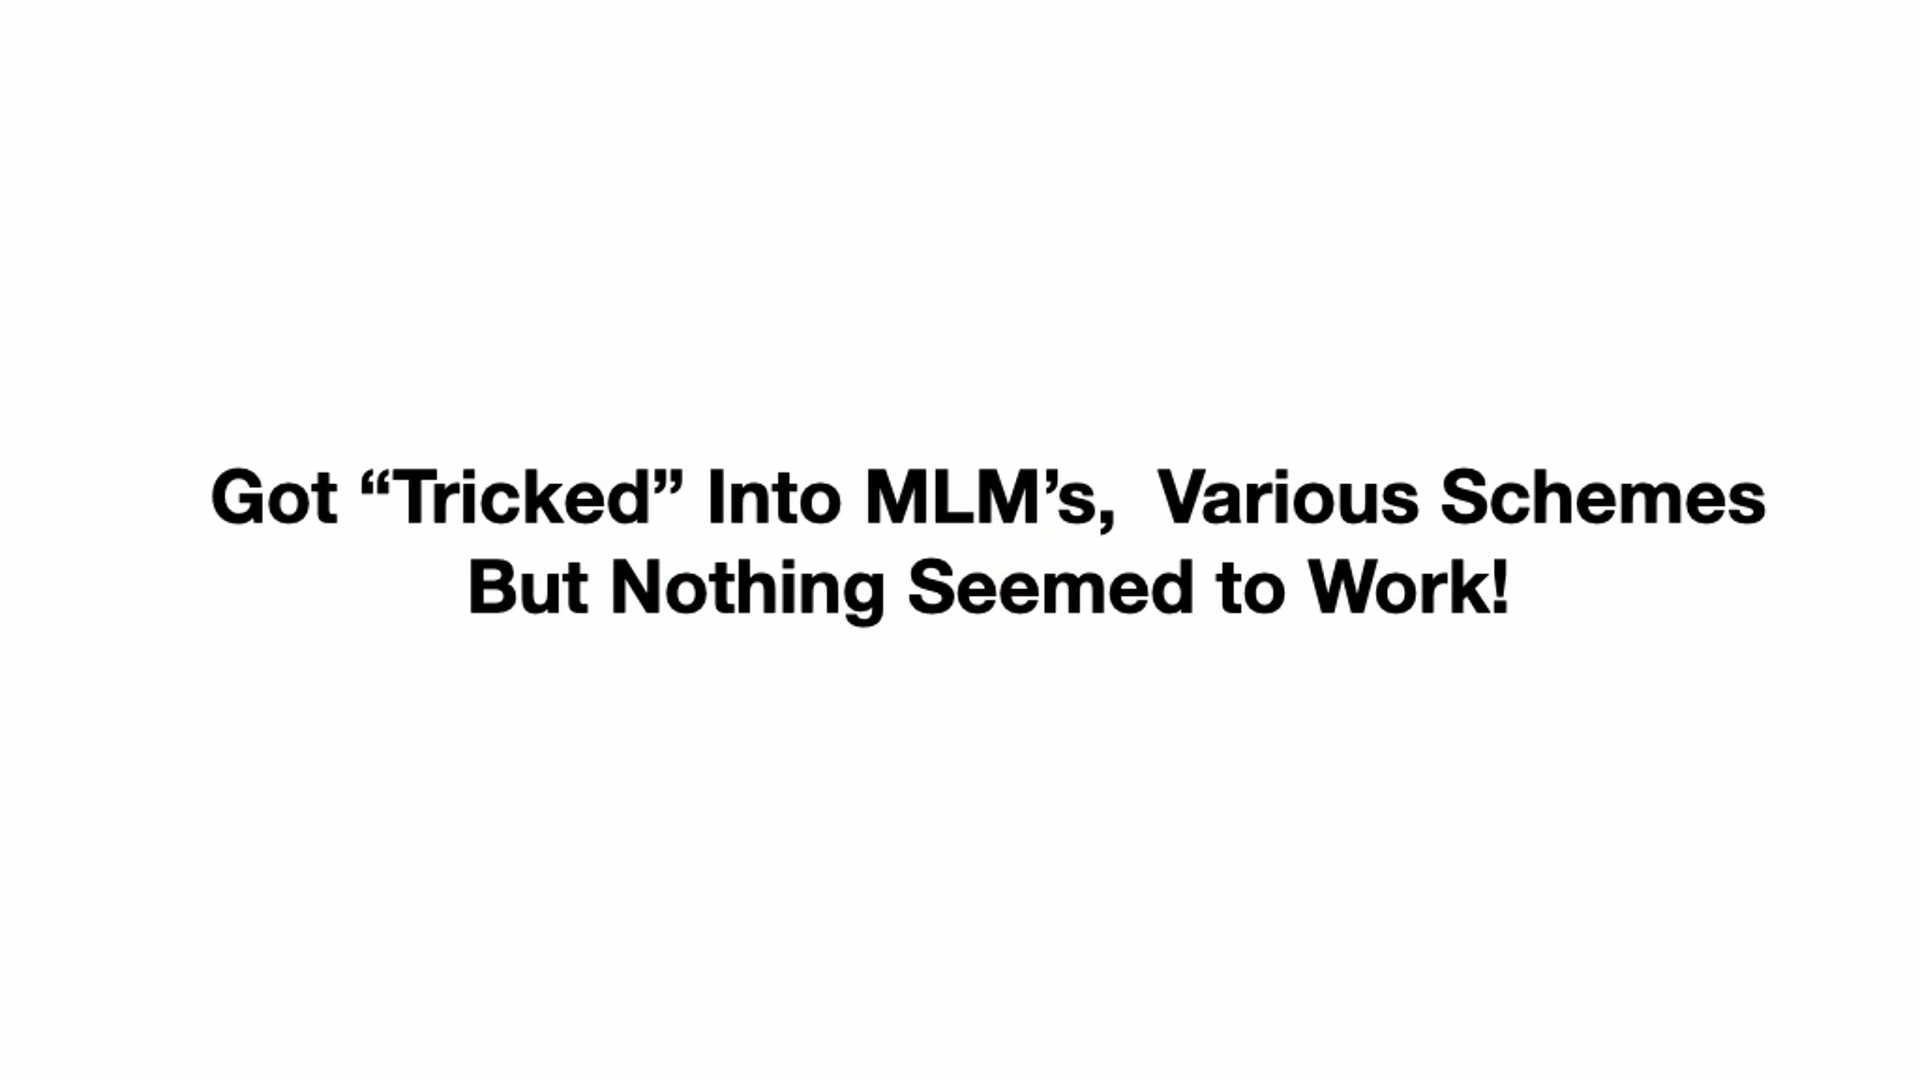 Got “Tricked” Into MLM’s,  Various Schemes
But Nothing Seemed to Work!